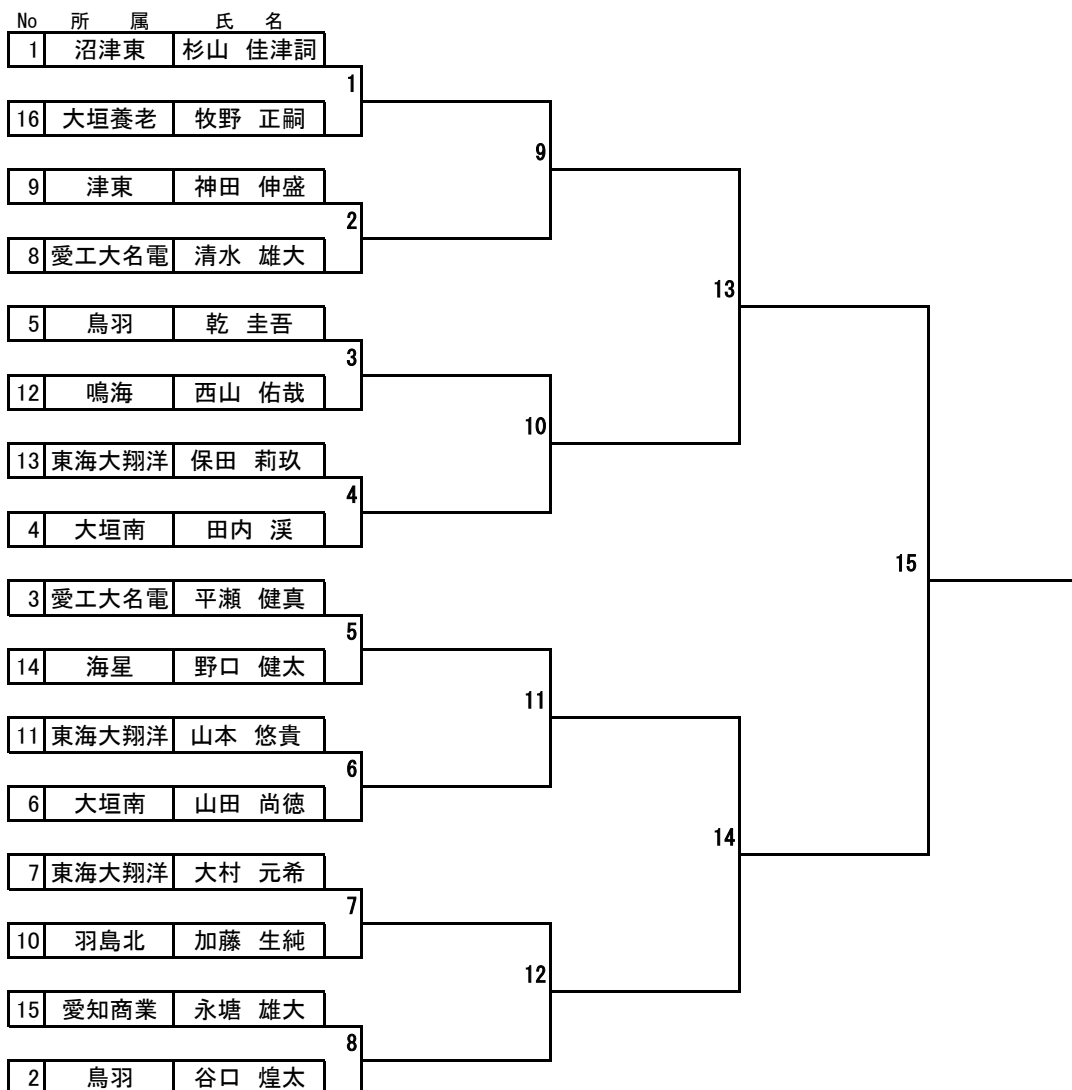 No 所 属 氏 名
1 沼津東 杉山 佳津詞
1
16 大垣養老 牧野 正嗣
9
9 津東 神田 伸盛
2
8 愛工大名電 清水 雄大
13
5 鳥羽 乾 圭吾
3
12 鳴海 西山 佑哉
10
13 東海大翔洋 保田 莉玖
4
4 大垣南 田内 渓
15
3 愛工大名電 平瀬 健真
5
14 海星 野口 健太
11
11 東海大翔洋 山本 悠貴
6
6 大垣南 山田 尚徳
14
7 東海大翔洋 大村 元希
7
10 羽島北 加藤 生純
12
15 愛知商業 永塘 雄大
8
2 鳥羽 谷口 煌太